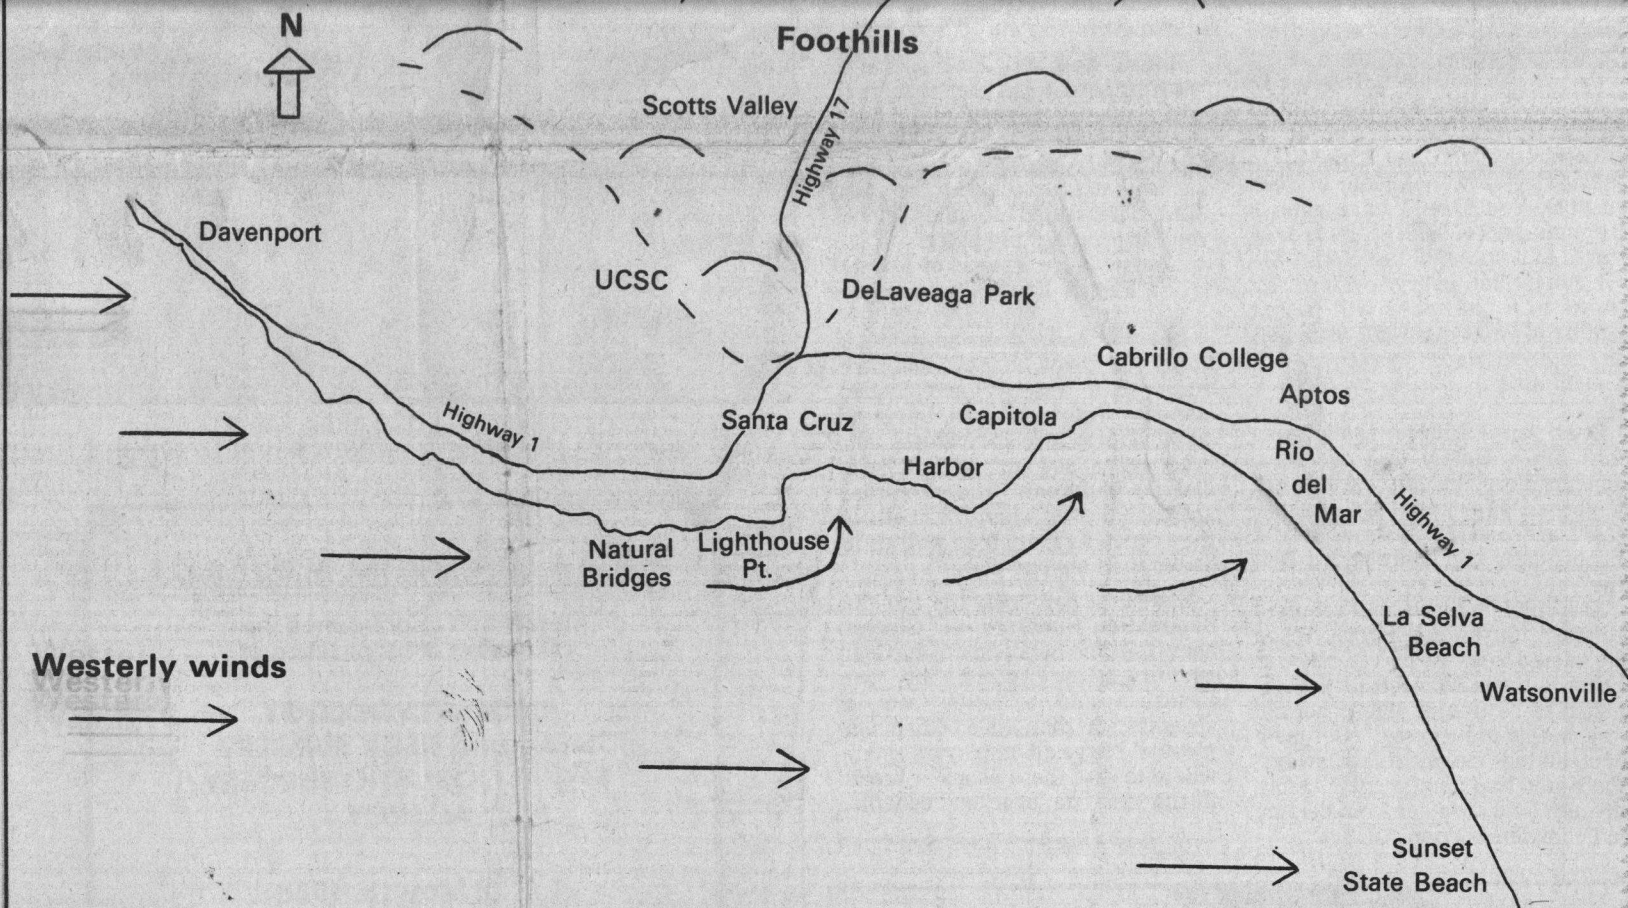 N
Foothills
Scotts Valley
Highway 17
Davenport
UCSC
DeLaveaga Park
Cabrillo College
Aptos
Highway 1
Santa Cruz
Capitola
Harbor
Rio
del
Mar
Highway 1
Natural
Bridges
Lighthouse
Pt.
La Selva
Beach
Westerly winds
Watsonville
Sunset
State Beach